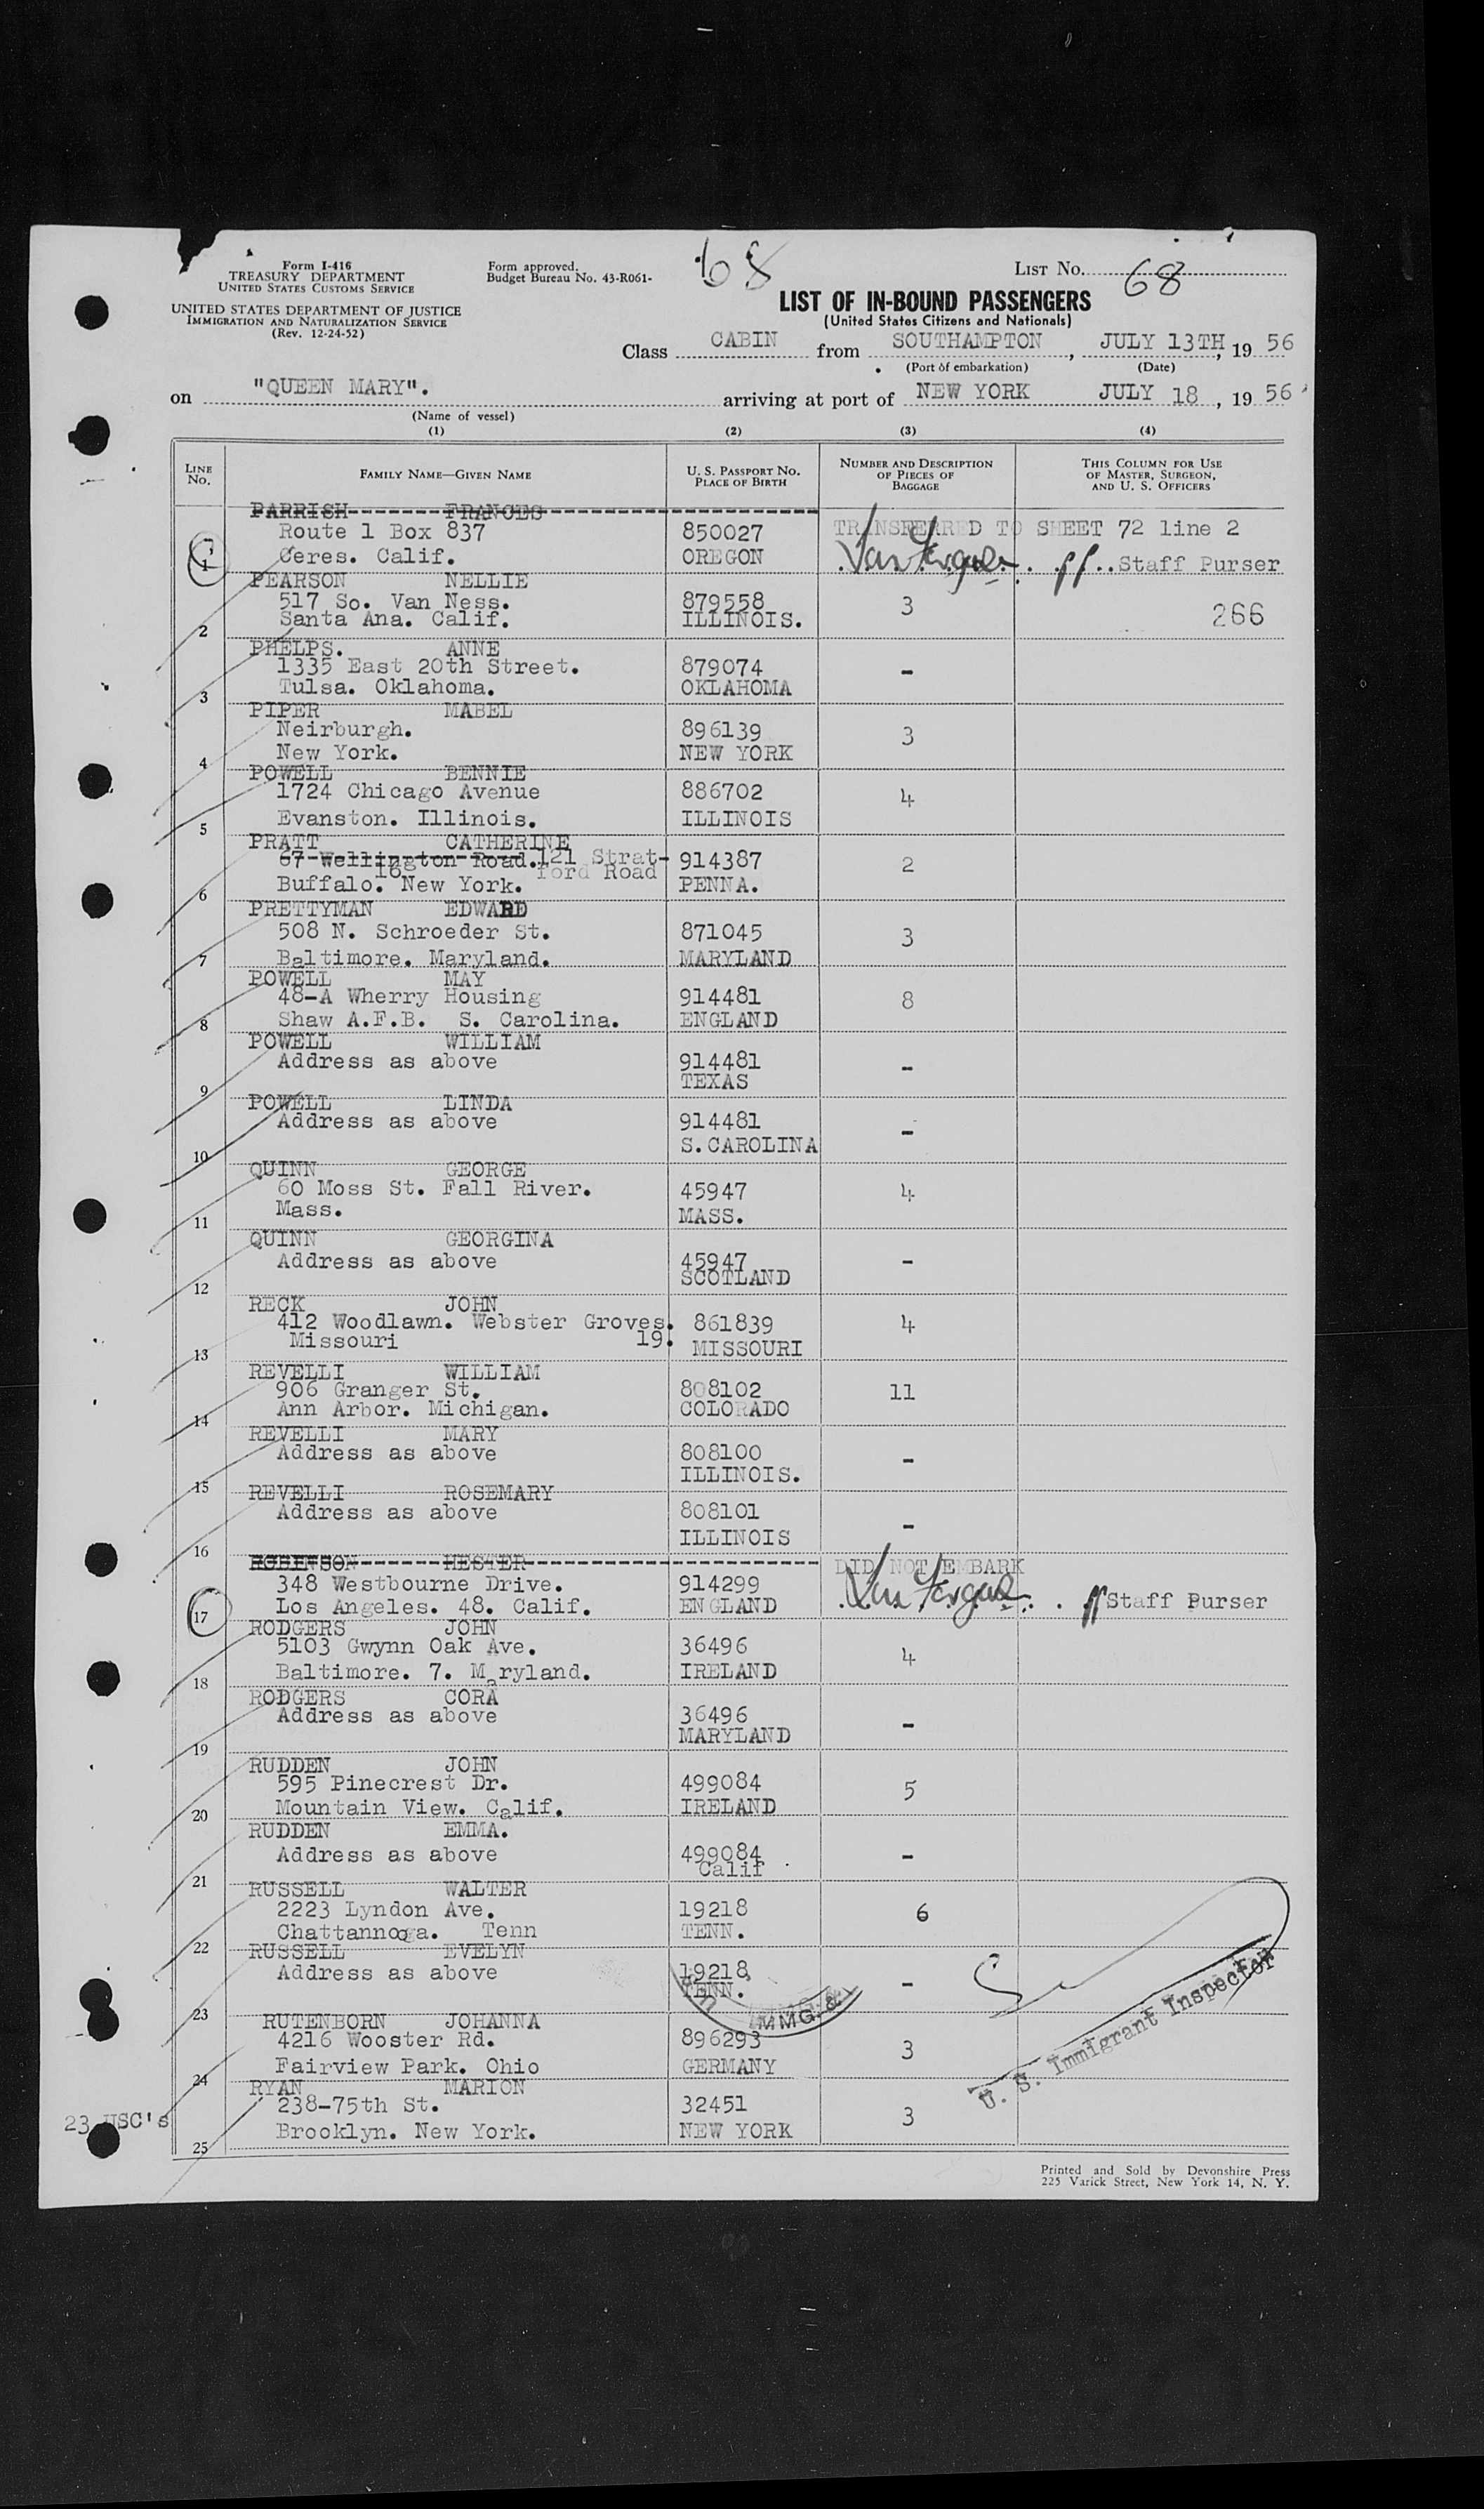 68
Form I-416
TREASURY DEPARTMENT
UNITED STATES CUSTOMS SERVICE
Form approved.
Budget Bureau No. 43-R061-
LIST NO. 68
UNITED STATES DEPARTMENT OF JUSTICE
IMMIGRATION AND NATURALIZATION SERVICE
(Rev. 12-24-52)
LIST OF IN-BOUND PASSENGERS
(United States Citizens and Nationals)
Class CABIN from SOUTHAMPTON, JULY 13TH, 19 56
(Port of embarkation) (Date)
on "QUEEN MARY". arriving at port of NEW YORK JULY 18, 19 56
(Name of vessel)
(1) (2) (3) (4)
LINE NO. FAMILY NAME—GIVEN NAME U. S. PASSPORT NO. PLACE OF BIRTH NUMBER AND DESCRIPTION OF PIECES OF BAGGAGE THIS COLUMN FOR USE OF MASTER, SURGEON, AND U. S. OFFICERS
PARRISH FRANCES
Route 1 Box 837 850027 TRANSFERRED TO SHEET 72 line 2
1 Ceres. Calif. OREGON Staff Purser
PEARSON NELLIE
517 So. Van Ness. 879558 3 266
2 Santa Ana. Calif. ILLINOIS.
PHELPS. ANNE
1335 East 20th Street. 879074 -
3 Tulsa. Oklahoma. OKLAHOMA
PIPER MABEL
Neirburgh. 896139 3
4 New York. NEW YORK
POWELL BENNIE
1724 Chicago Avenue 886702 4
5 Evanston. Illinois. ILLINOIS
PRATT CATHERINE
67 Wellington Road. 121 Strat- 914387 2
6 Buffalo. 16 New York. ford Road PENNA.
PRETTYMAN EDWARD
508 N. Schroeder St. 871045 3
7 Baltimore. Maryland. MARYLAND
POWELL MAY
48-A Wherry Housing 914481 8
8 Shaw A.F.B. S. Carolina. ENGLAND
POWELL WILLIAM
Address as above 914481 -
9 TEXAS
POWELL LINDA
Address as above 914481 -
10 S.CAROLINA
QUINN GEORGE
60 Moss St. Fall River. 45947 4
11 Mass. MASS.
QUINN GEORGINA
Address as above 45947 -
12 SCOTLAND
RECK JOHN
412 Woodlawn. Webster Groves. 861839 4
13 Missouri 19. MISSOURI
REVELLI WILLIAM
906 Granger St. 808102 11
14 Ann Arbor. Michigan. COLORADO
REVELLI MARY
Address as above 808100 -
15 ILLINOIS.
REVELLI ROSEMARY
Address as above 808101 -
16 ILLINOIS
ROBINSON HESTER DID NOT EMBARK
348 Westbourne Drive. 914299
17 Los Angeles. 48. Calif. ENGLAND Staff Purser
RODGERS JOHN
5103 Gwynn Oak Ave. 36496 4
18 Baltimore. 7. Maryland. IRELAND
RODGERS CORA
Address as above 36496 -
19 MARYLAND
RUDDEN JOHN
595 Pinecrest Dr. 499084 5
20 Mountain View. Calif. IRELAND
RUDDEN EMMA.
Address as above 499084 -
21 Calif
RUSSELL WALTER
2223 Lyndon Ave. 19218 6
22 Chattannooga. Tenn TENN.
RUSSELL EVELYN
Address as above 19218 -
23 TENN.
RUTENBORN JOHANNA
4216 Wooster Rd. 896293 3
24 Fairview Park. Ohio GERMANY
RYAN MARION
238-75th St. 32451 3
25 Brooklyn. New York. NEW YORK
23 USC's
U. S. Immigrant Inspector
Printed and Sold by Devonshire Press
225 Varick Street, New York 14, N. Y.